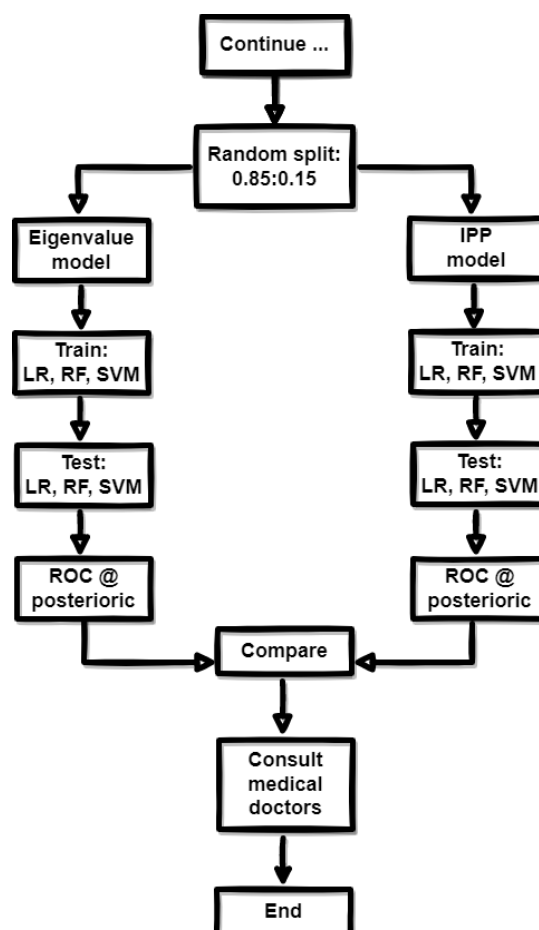 Continue ...
Random split:
0.85:0.15
Eigenvalue
model
IPP
model
Train:
LR, RF, SVM
Train:
LR, RF, SVM
Test:
LR, RF, SVM
Test:
LR, RF, SVM
ROC @
posterioric
ROC @
posterioric
Compare
Consult
medical
doctors
End